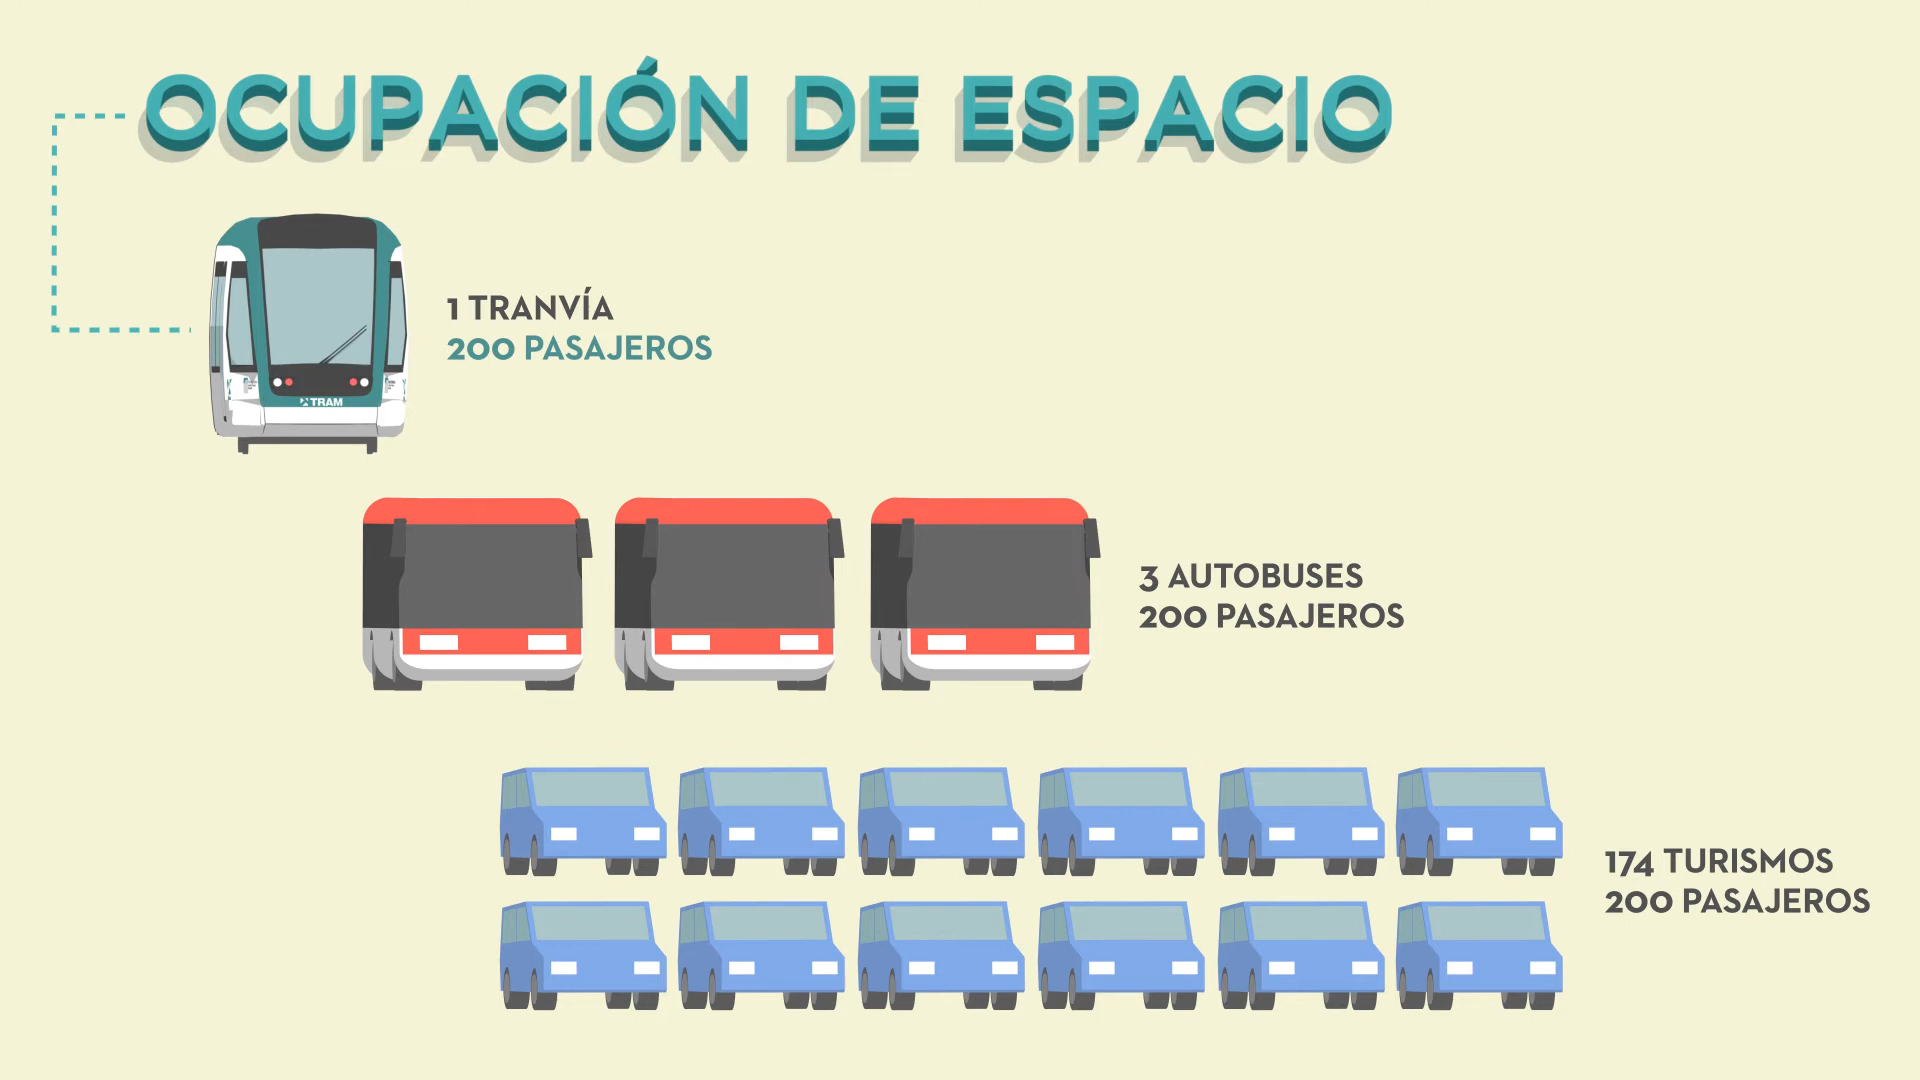 OCUPACIÓN DE ESPACIO
1 TRANVÍA
200 PASAJEROS
TRAM
3 AUTOBUSES
200 PASAJEROS
174 TURISMOS
200 PASAJEROS